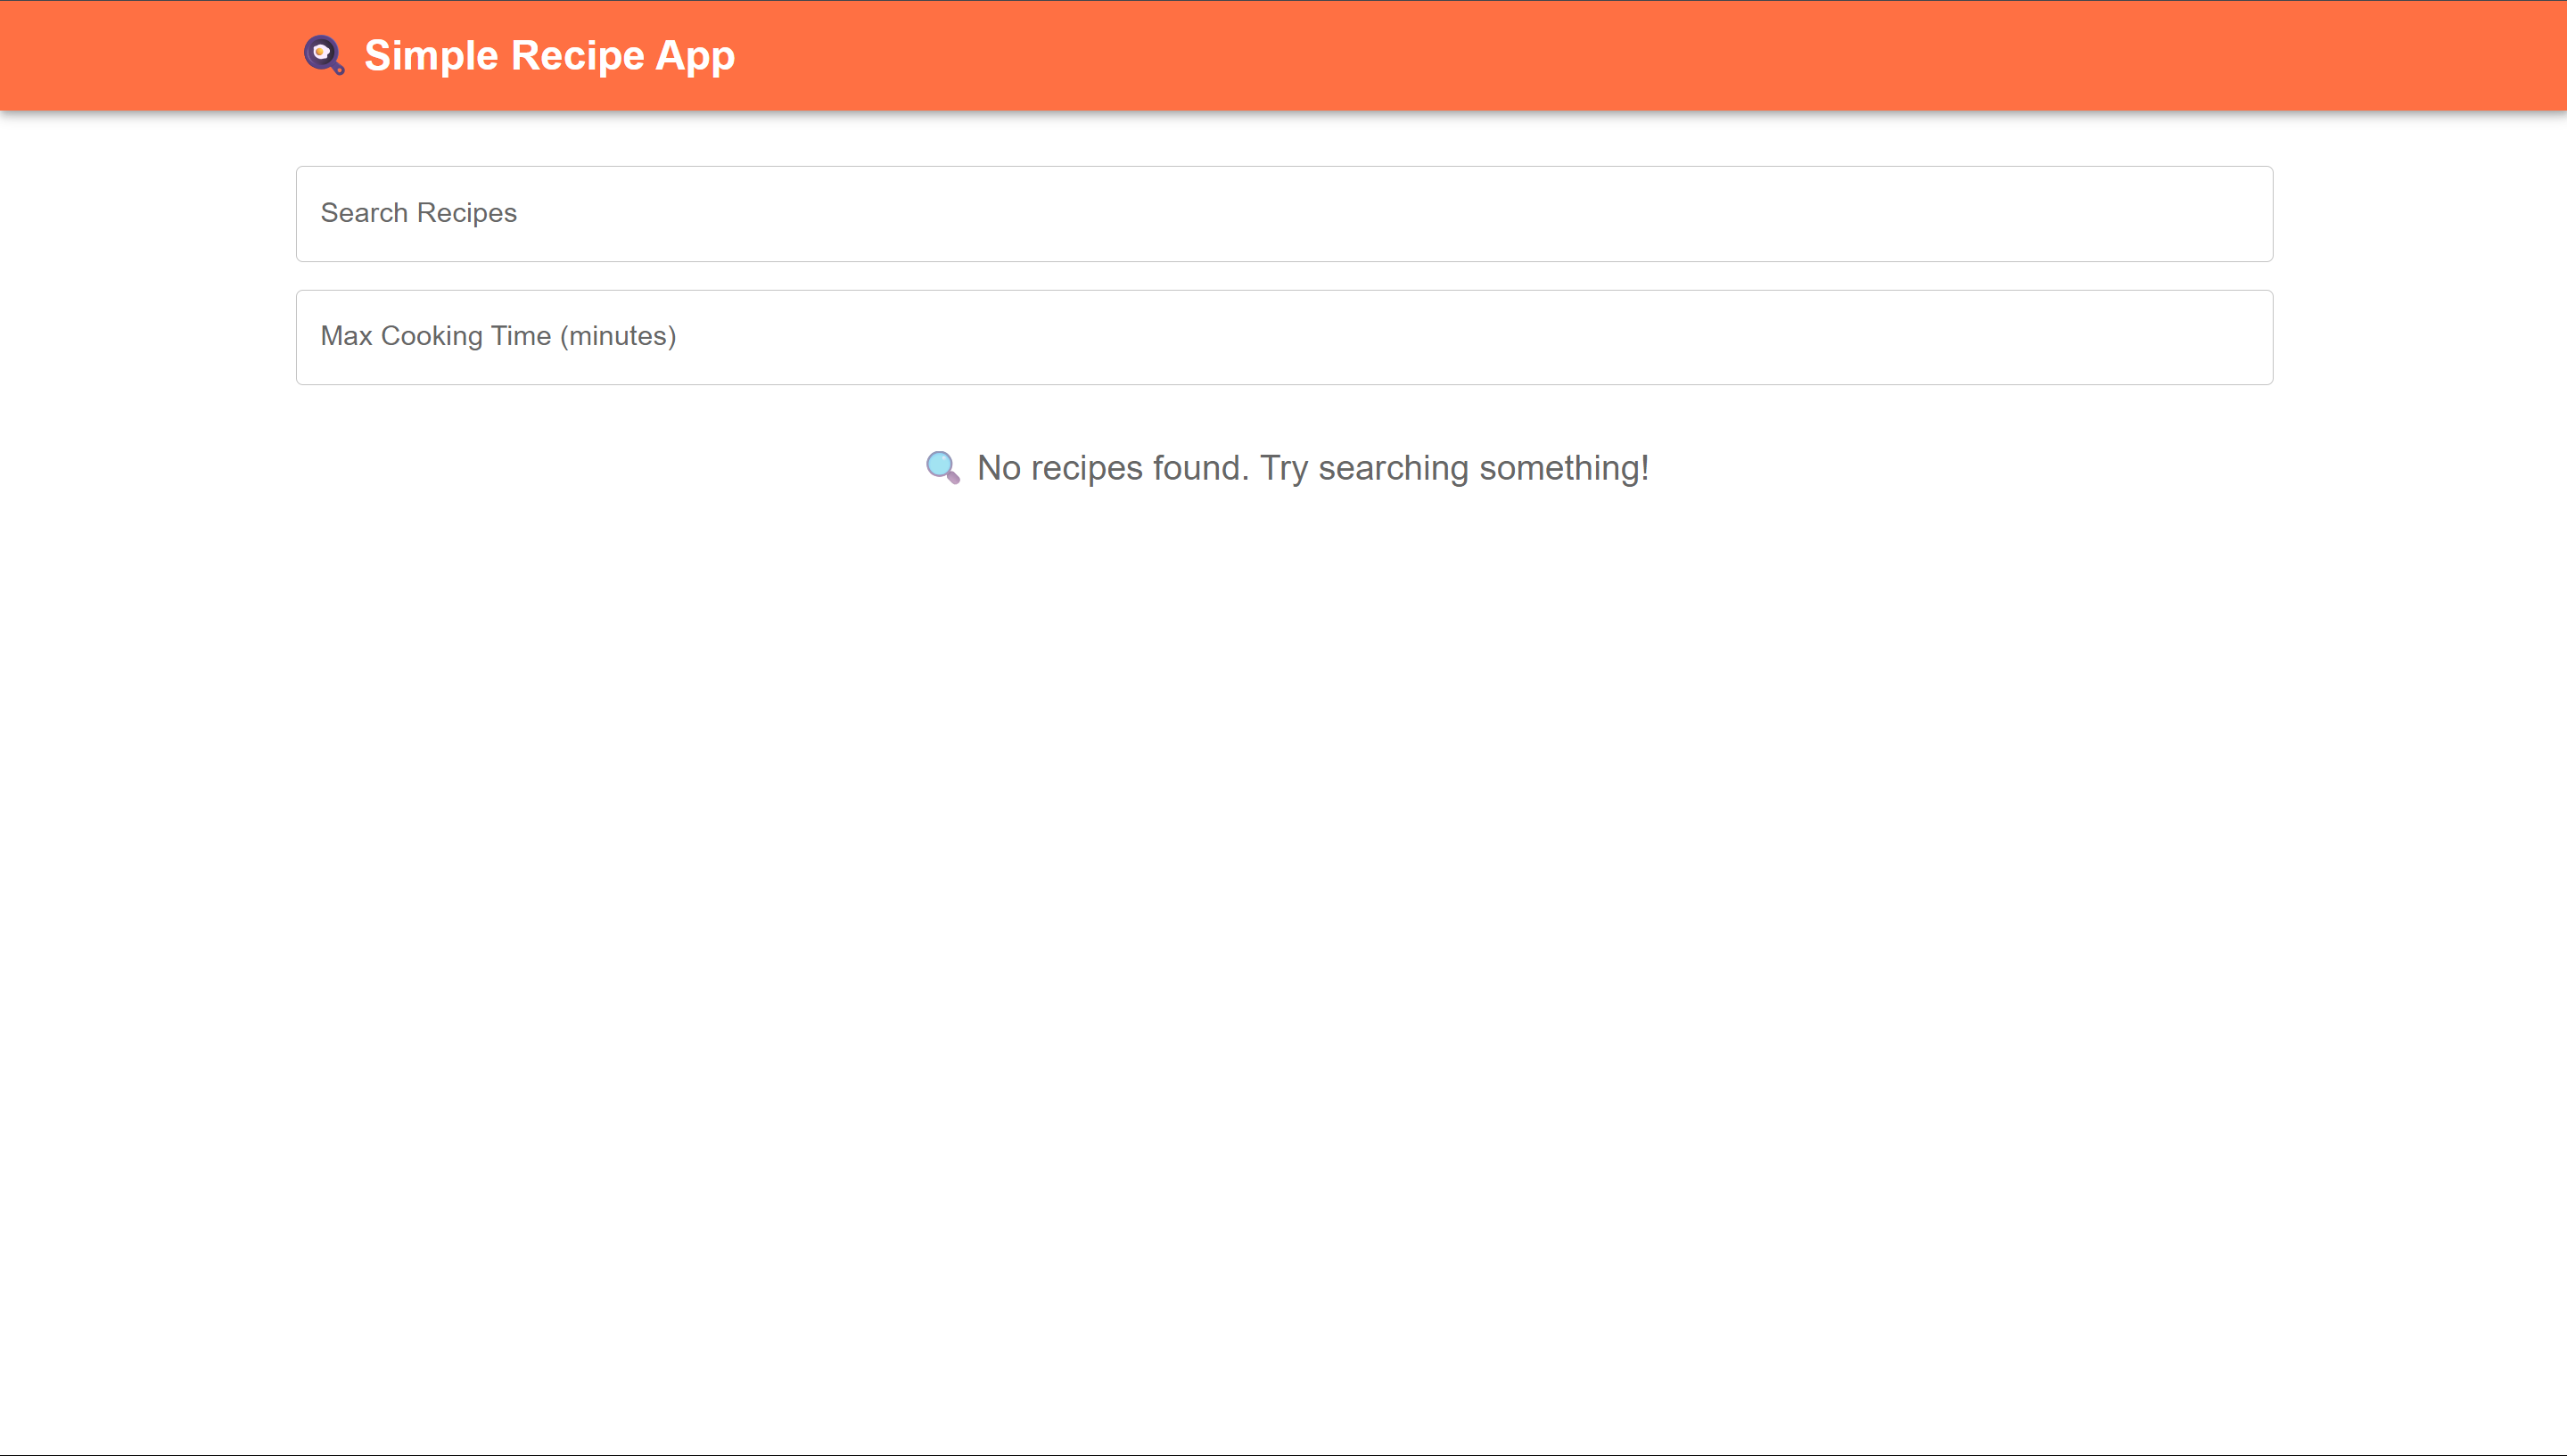 Simple Recipe App
Search Recipes
Max Cooking Time (minutes)
No recipes found. Try searching something!